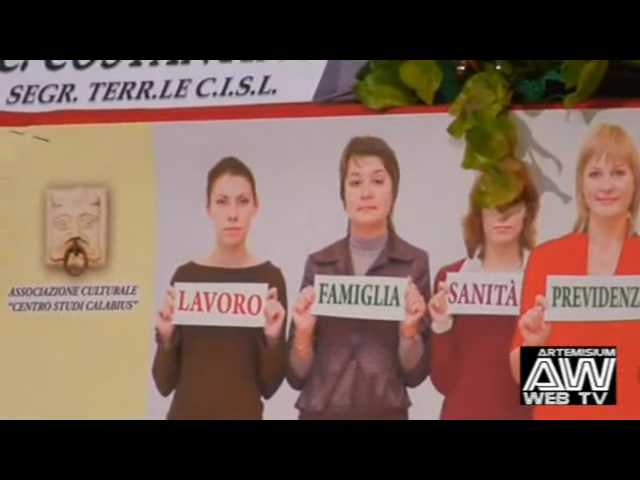 SEGR. TERR.LE C.I.S.L.
ASSOCIAZIONE CULTURALE
"CENTRO STUDI CALABIUS"
LAVORO
FAMIGLIA
SANITÀ
PREVIDENZ
ARTEMISIUM
AW
WEB TV